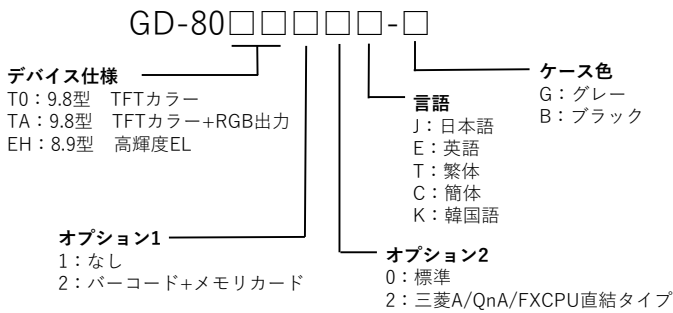 GD-80□□□□□-□
デバイス仕様
T0：9.8型　TFTカラー
TA：9.8型　TFTカラー+RGB出力
EH：8.9型　高輝度EL
ケース色
G：グレー
B：ブラック
言語
J：日本語
E：英語
T：繁体
C：簡体
K：韓国語
オプション1
1：なし
2：バーコード+メモリカード
オプション2
0：標準
2：三菱A/QnA/FXCPU直結タイプ